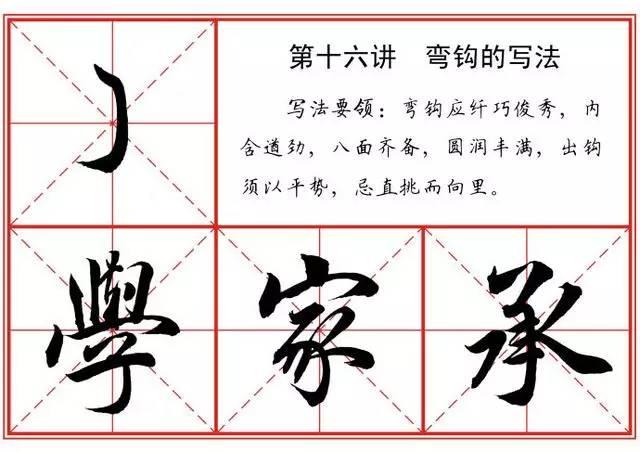 第十六讲　弯钩的写法
写法要领：弯钩应纤巧俊秀，内
含遒劲，八面齐备，圆润丰满，出钩
须以平势，忌直挑而向里。
學 家 承